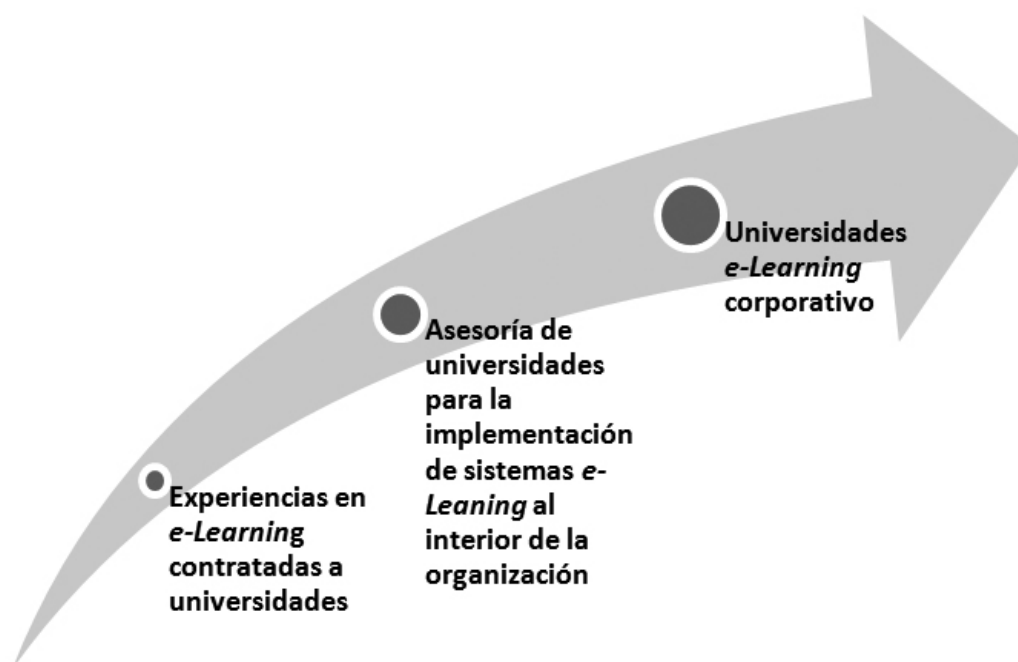 Universidades
e-Learning
corporativo
Asesoría de
universidades
para la
implementación
de sistemas e-
Leaning al
interior de la
organización
Experiencias en
e-Learning
contratadas a
universidades